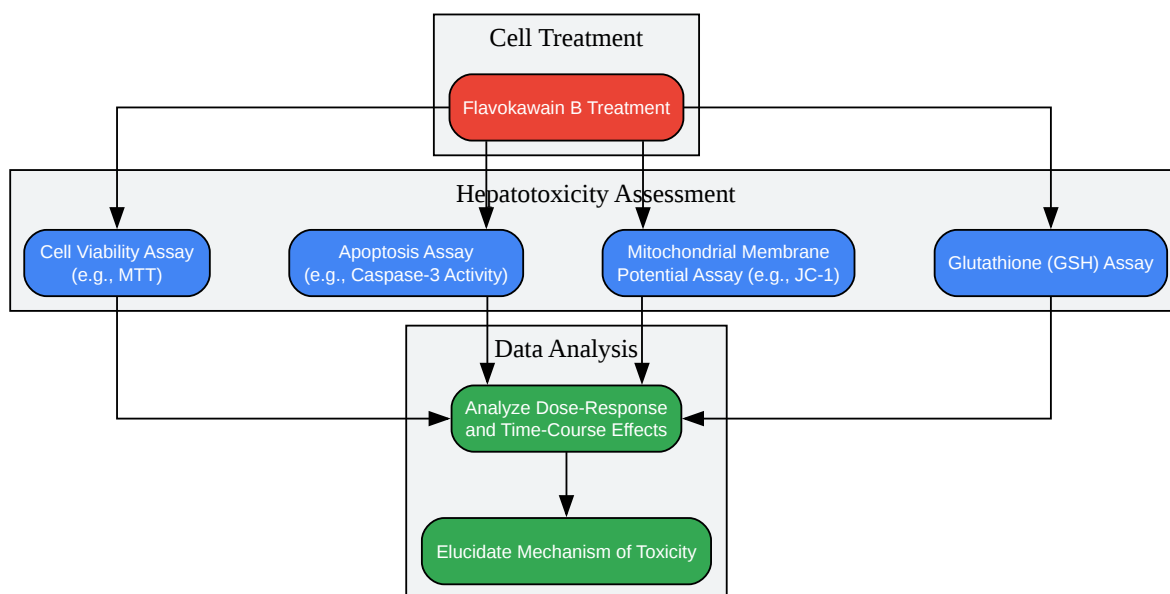 Cell Treatment
Flavokawain B Treatment
Hepatotoxicity Assessment
Cell Viability Assay
(e.g., MTT)
Apoptosis Assay
(e.g., Caspase-3 Activity)
Mitochondrial Membrane
Potential Assay (e.g., JC-1)
Glutathione (GSH) Assay
Data Analysis
Analyze Dose-Response
and Time-Course Effects
Elucidate Mechanism of Toxicity